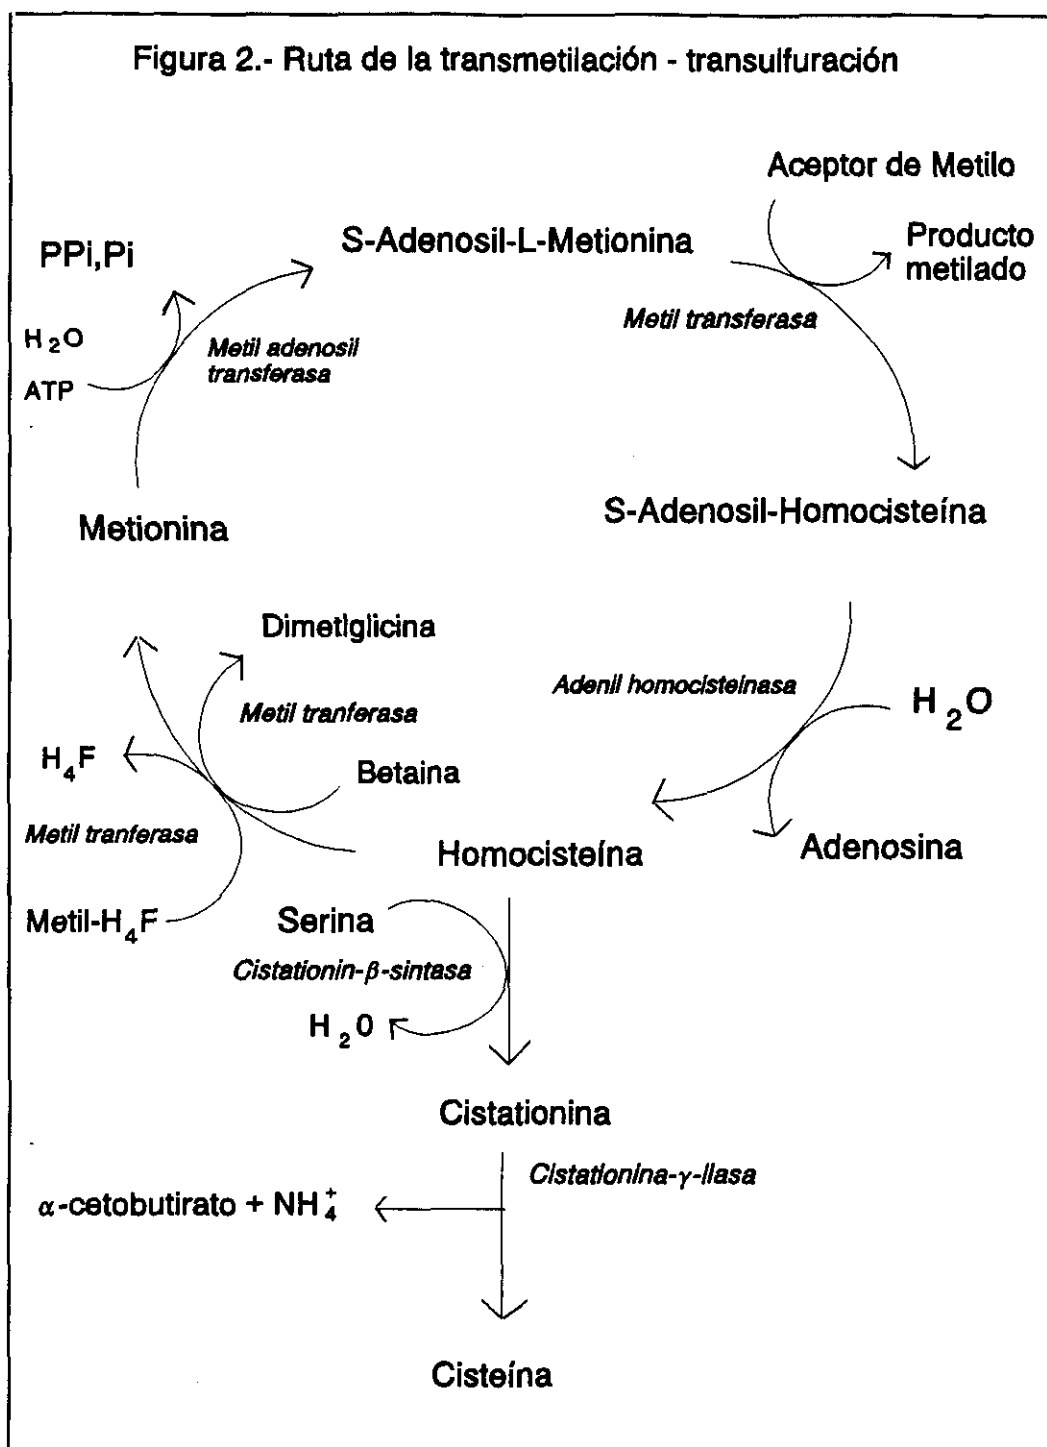 Figura 2.- Ruta de la transmetilación - transulfuración
Aceptor de Metilo
Producto
metilado
S-Adenosil-L-Metionina
PPi,Pi
Metil transferasa
H₂O
ATP
Metil adenosil
transferasa
Metionina
S-Adenosil-Homocisteína
Dimetlglicina
Adenil homocisteinasa
H₂O
Metil tranferasa
H₄F
Betaina
Metil tranferasa
Homocisteína
Adenosina
Metil-H₄F
Serina
Cistationin-β-sintasa
H₂0
Cistationina
Cistationina-γ-liasa
α-cetobutirato + NH₄⁺
Cisteína